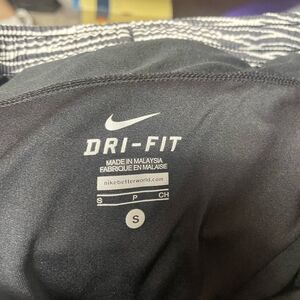 DRI-FIT
MADE IN MALAYSIA
FABRIQUÉ EN MALAISIE
nikebetterworld.com
S P CH
S